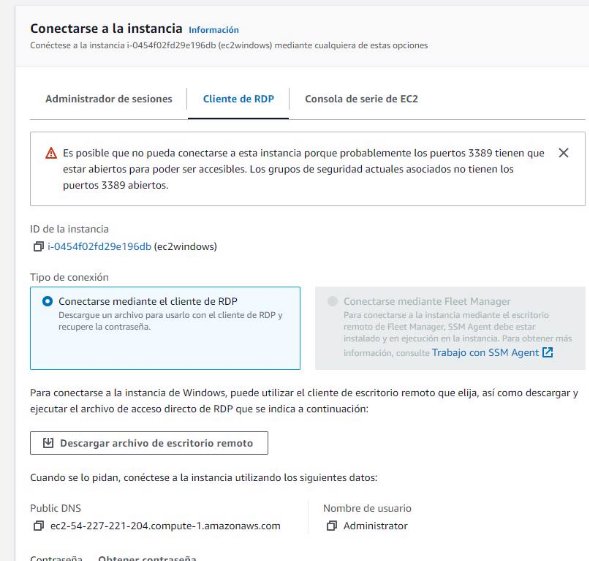 Conectarse a la instancia Información
Conéctese a la instancia i-0454f02fd29e196db (ec2windows) mediante cualquiera de estas opciones
Administrador de sesiones Cliente de RDP Consola de serie de EC2
Es posible que no pueda conectarse a esta instancia porque probablemente los puertos 3389 tienen que
estar abiertos para poder ser accesibles. Los grupos de seguridad actuales asociados no tienen los
puertos 3389 abiertos.
ID de la instancia
i-0454f02fd29e196db (ec2windows)
Tipo de conexión
Conectarse mediante el cliente de RDP
Descargue un archivo para usarlo con el cliente de RDP y
recupere la contraseña.
Conectarse mediante Fleet Manager
Para conectarse a la instancia mediante el escritorio
remoto de Fleet Manager, SSM Agent debe estar
instalado y en ejecución en la instancia. Para obtener más
información, consulte Trabajo con SSM Agent
Para conectarse a la instancia de Windows, puede utilizar el cliente de escritorio remoto que elija, así como descargar y
ejecutar el archivo de acceso directo de RDP que se indica a continuación:
Descargar archivo de escritorio remoto
Cuando se lo pidan, conéctese a la instancia utilizando los siguientes datos:
Public DNS
ec2-54-227-221-204.compute-1.amazonaws.com
Nombre de usuario
Administrator
Contraseña Obtener contraseña